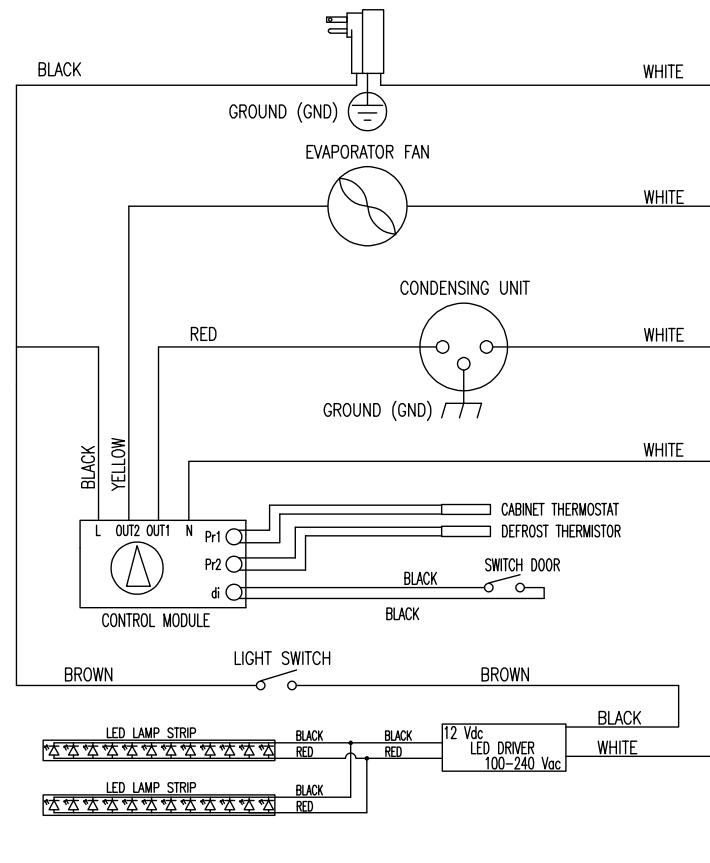 BLACK
WHITE
GROUND (GND)
EVAPORATOR FAN
WHITE
CONDENSING UNIT
RED
WHITE
GROUND (GND)
BLACK
YELLOW
WHITE
L OUT2 OUT1 N
Pr1
CABINET THERMOSTAT
DEFROST THERMISTOR
Pr2
SWITCH DOOR
BLACK
di
BLACK
CONTROL MODULE
LIGHT SWITCH
BROWN
BROWN
BLACK
LED LAMP STRIP
BLACK
BLACK
12 Vdc
RED
RED
LED DRIVER
WHITE
100-240 Vac
LED LAMP STRIP
BLACK
RED